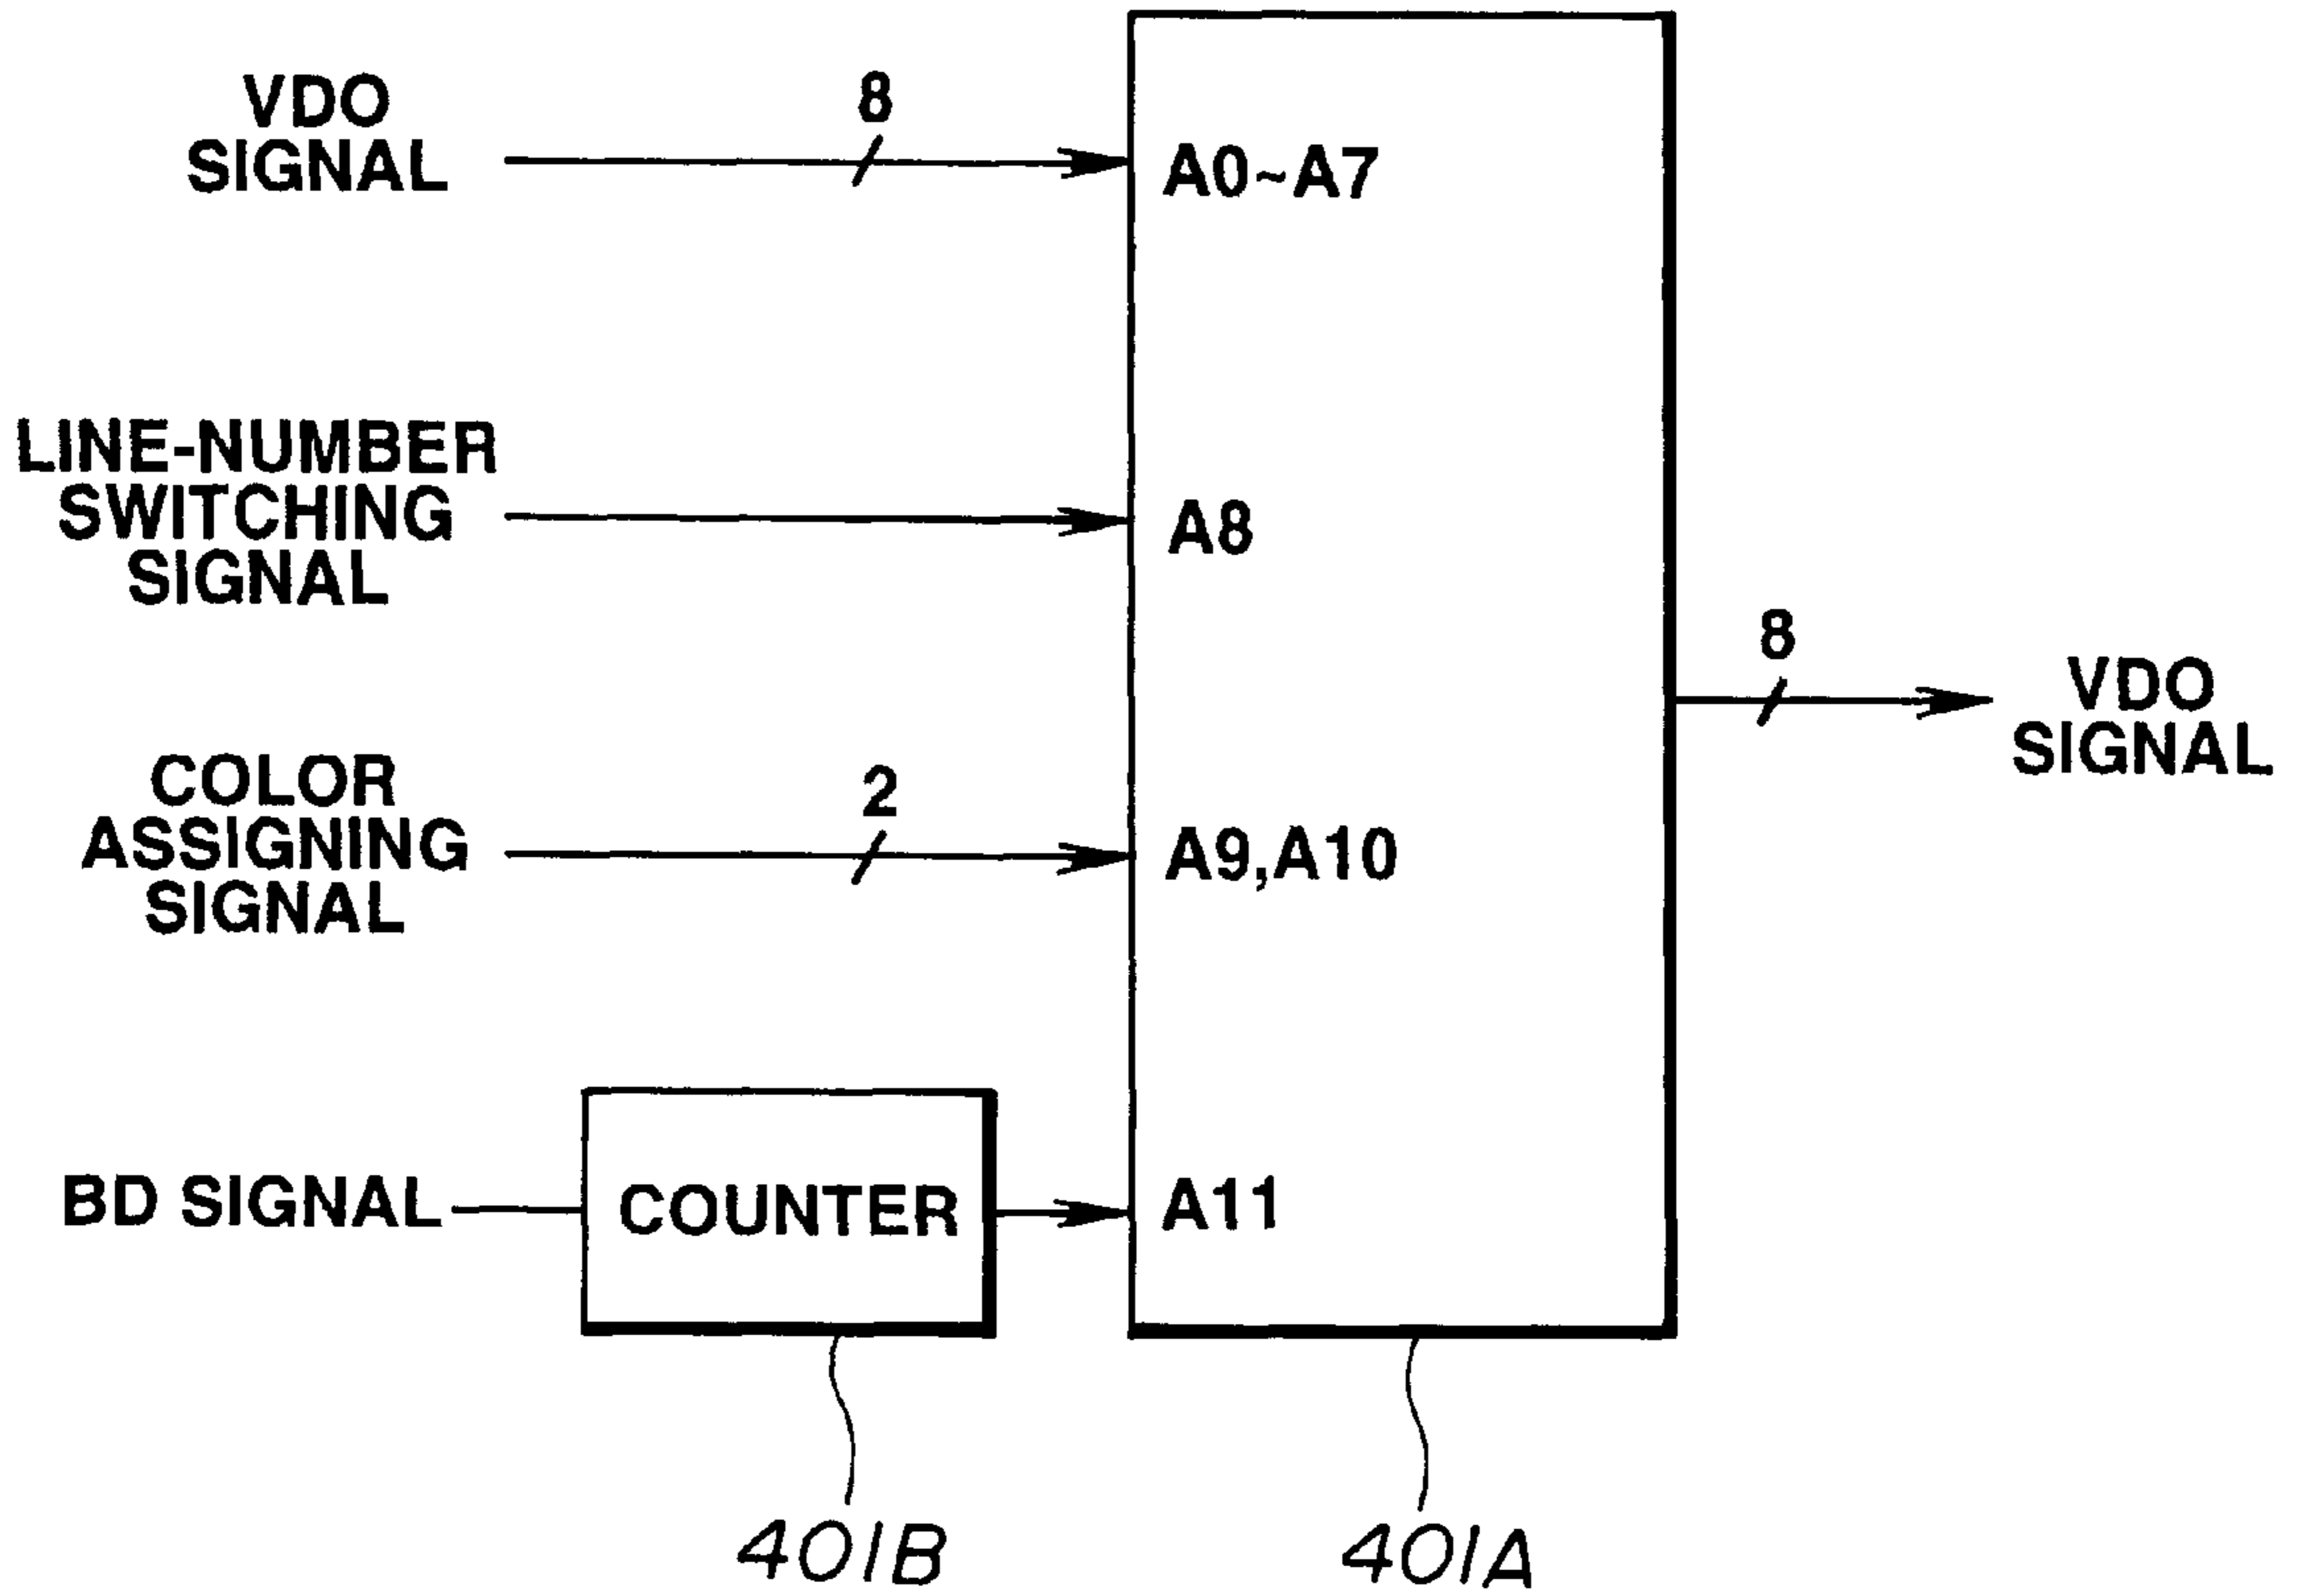 VDO
SIGNAL
8
A0~A7
LINE-NUMBER
SWITCHING
SIGNAL
A8
8
VDO
SIGNAL
COLOR
ASSIGNING
SIGNAL
2
A9,A10
BD SIGNAL
COUNTER
A11
401B
401A